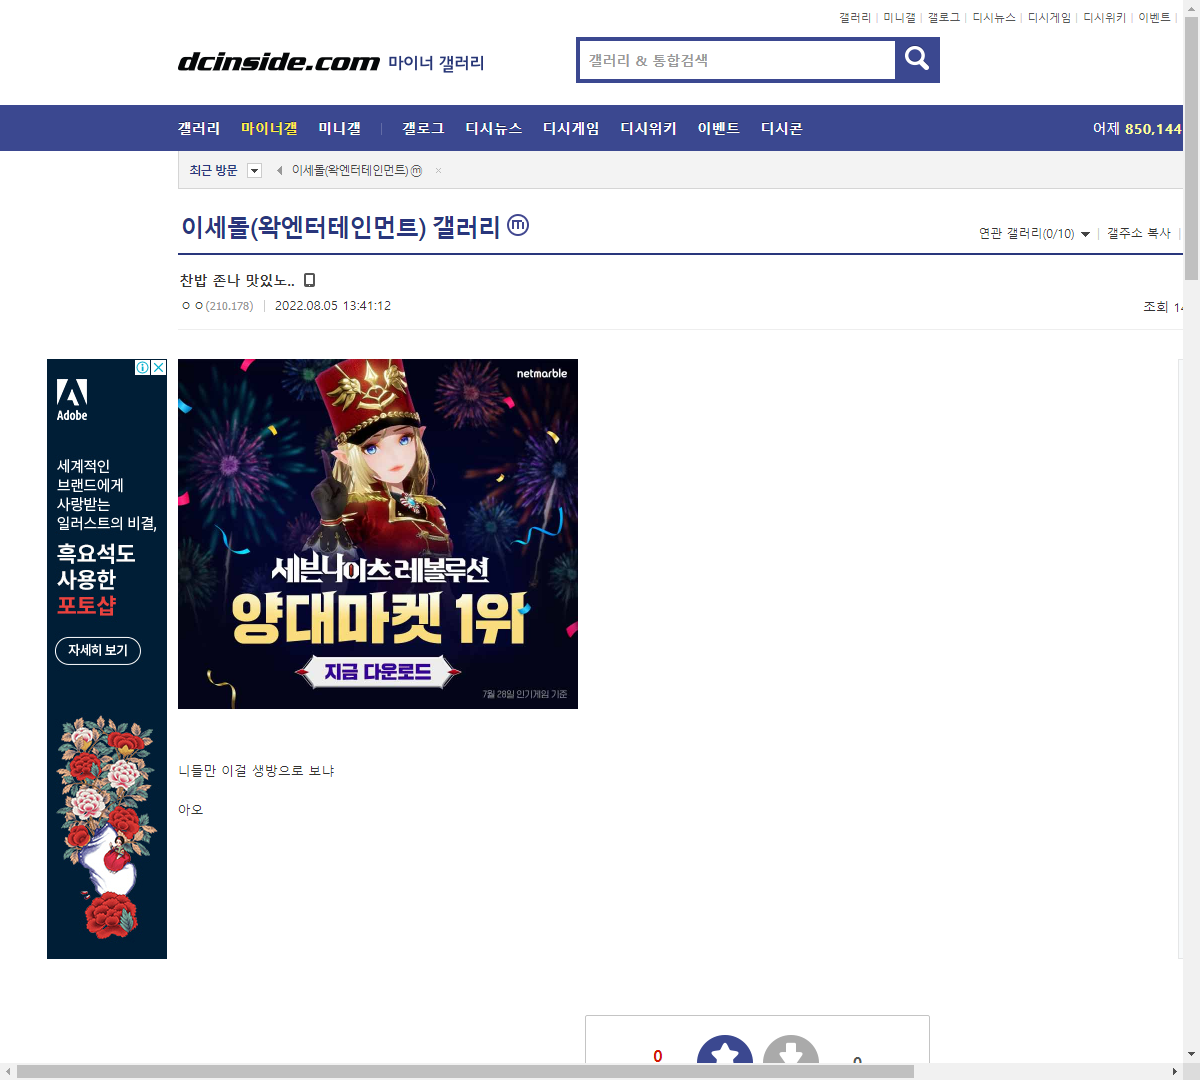 갤러리 | 미니갤 | 갤로그 | 디시뉴스 | 디시게임 | 디시위키 | 이벤트 |
dcinside.com 마이너 갤러리
갤러리 & 통합검색
갤러리 마이너갤 미니갤 | 갤로그 디시뉴스 디시게임 디시위키 이벤트 디시콘
어제 850,144
최근 방문 이세돌(왁엔터테인먼트) ⓜ ×
이세돌(왁엔터테인먼트) 갤러리 ⓜ
연관 갤러리(0/10) | 갤주소 복사 |
찬밥 존나 맛있노..
ㅇㅇ(210.178) | 2022.08.05 13:41:12
조회
Adobe
세계적인
브랜드에게
사랑받는
일러스트의 비결,
흑요석도
사용한
포토샵
자세히 보기
netmarble
세븐나이츠 레볼루션
양대마켓 1위
지금 다운로드
7월 28일 인기게임 기준
니들만 이걸 생방으로 보냐
아오
0
0